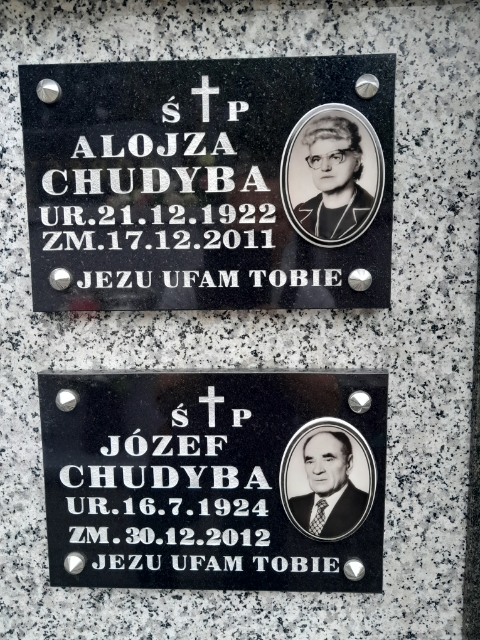 Ś P
ALOJZA
CHUDYBA
UR.21.12.1922
ZM.17.12.2011
JEZU UFAM TOBIE
Ś P
JÓZEF
CHUDYBA
UR.16.7.1924
ZM.30.12.2012
JEZU UFAM TOBIE